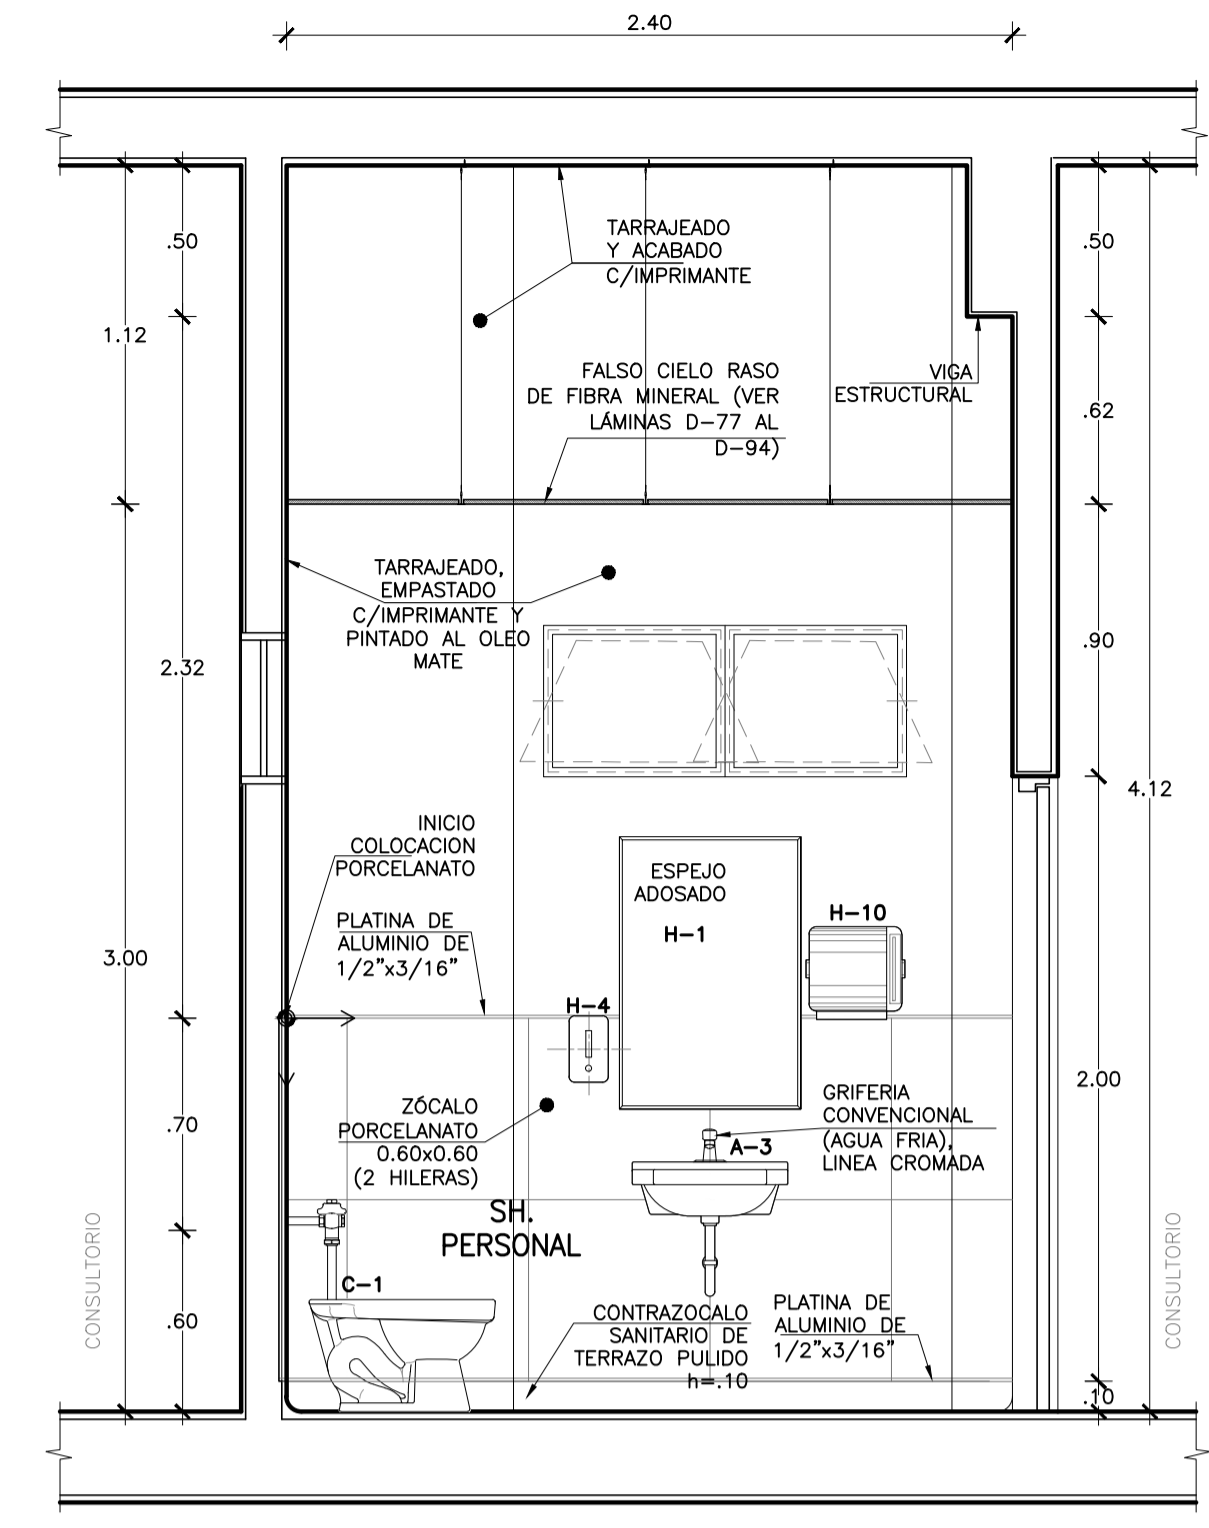 2.40
.50
1.12
2.32
3.00
.70
.60
TARRAJEADO
Y ACABADO
C/IMPRIMANTE
FALSO CIELO RASO
DE FIBRA MINERAL (VER
LÁMINAS D-77 AL
D-94)
VIGA
ESTRUCTURAL
.50
.62
.90
4.12
2.00
.10
TARRAJEADO,
EMPASTADO
C/IMPRIMANTE Y
PINTADO AL OLEO
MATE
INICIO
COLOCACION
PORCELANATO
PLATINA DE
ALUMINIO DE
1/2"x3/16"
ESPEJO
ADOSADO
H-1
H-10
H-4
ZÓCALO
PORCELANATO
0.60x0.60
(2 HILERAS)
GRIFERIA
CONVENCIONAL
(AGUA FRIA),
LINEA CROMADA
A-3
SH.
PERSONAL
C-1
CONTRAZOCALO
SANITARIO DE
TERRAZO PULIDO
h=.10
PLATINA DE
ALUMINIO DE
1/2"x3/16"
CONSULTORIO
CONSULTORIO